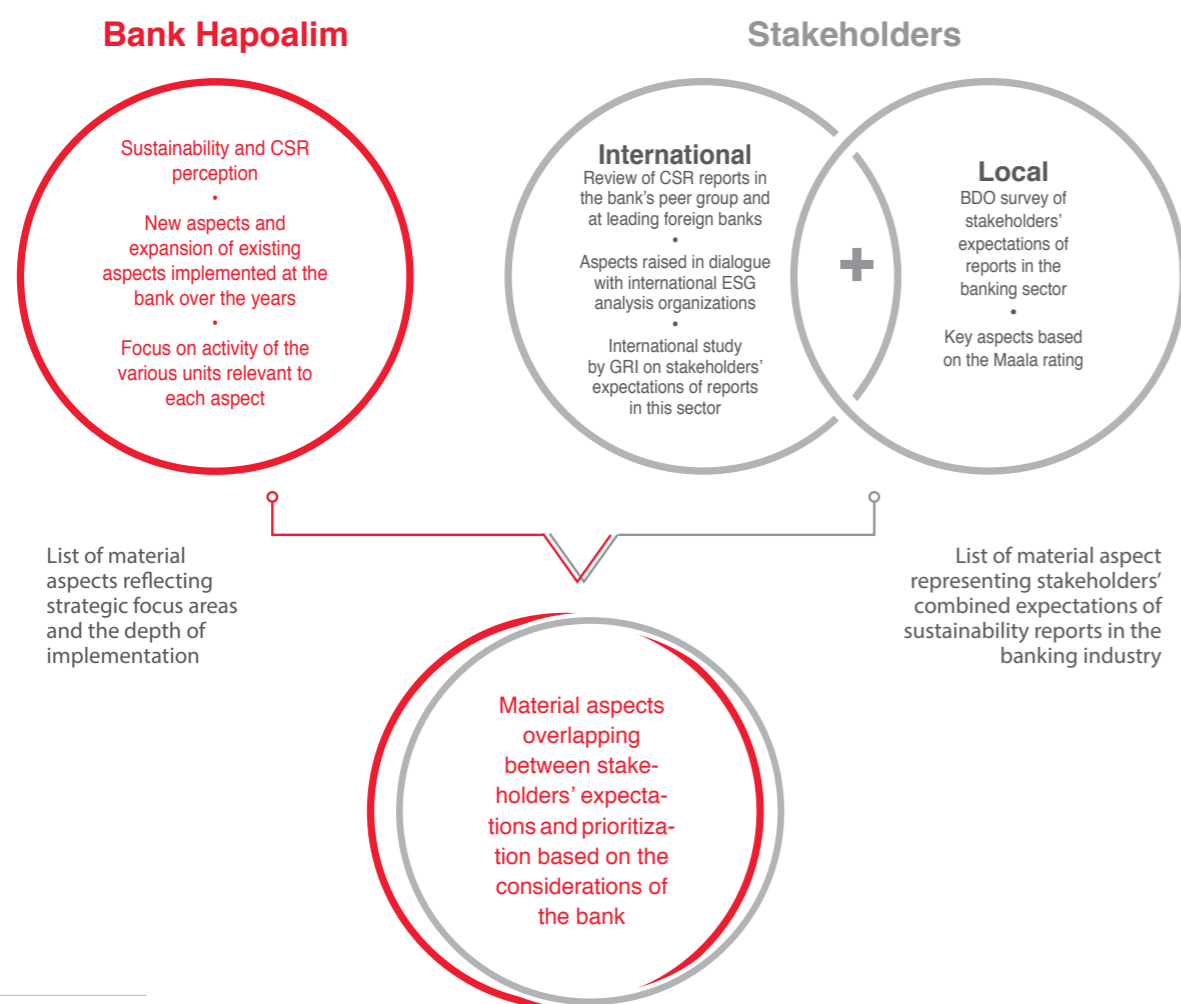 Bank Hapoalim
Sustainability and CSR
perception
•
New aspects and
expansion of existing
aspects implemented at the
bank over the years
•
Focus on activity of the
various units relevant to
each aspect
Stakeholders
International
Review of CSR reports in
the bank's peer group and
at leading foreign banks
•
Aspects raised in dialogue
with international ESG
analysis organizations
•
International study
by GRI on stakeholders'
expectations of reports
in this sector
+
Local
BDO survey of
stakeholders'
expectations of
reports in the
banking sector
•
Key aspects based
on the Maala rating
List of material
aspects reflecting
strategic focus areas
and the depth of
implementation
List of material aspect
representing stakeholders'
combined expectations of
sustainability reports in the
banking industry
Material aspects
overlapping
between stake-
holders' expecta-
tions and prioritiza-
tion based on the
considerations of
the bank